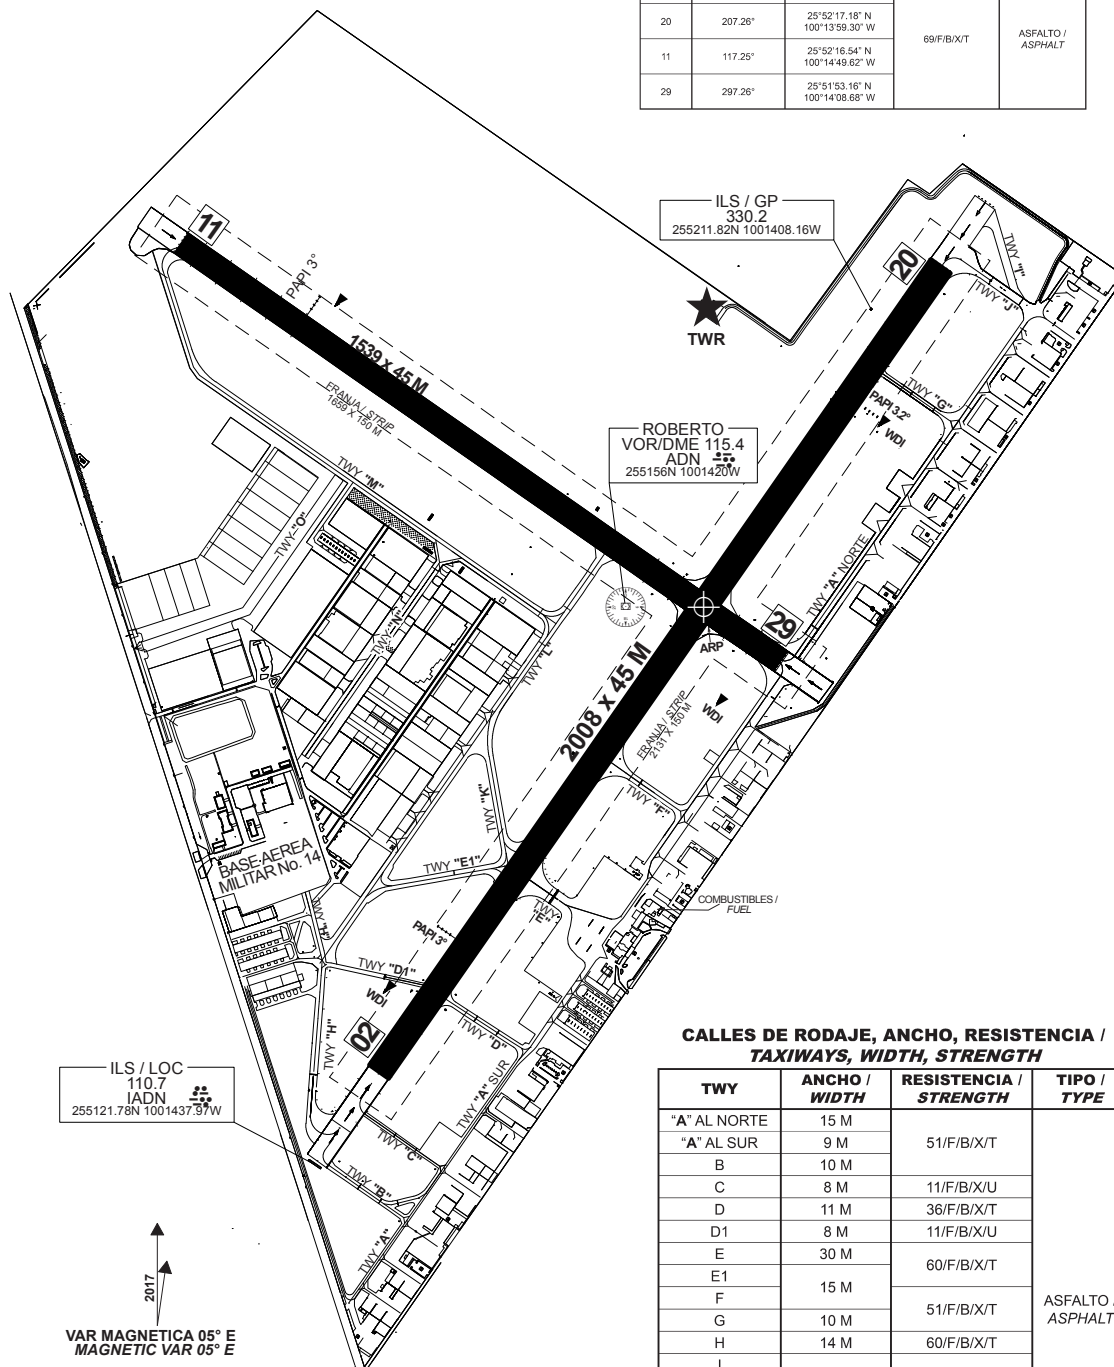 20 207.26° 25°52'17.18" N
100°13'59.30" W
69/F/B/X/T ASFALTO /
ASPHALT
11 117.25° 25°52'16.54" N
100°14'49.62" W
29 297.26° 25°51'53.16" N
100°14'08.68" W
ILS / GP
330.2
255211.82N 1001408.16W
11
20
TWY "I"
TWY "J"
PAPI 3°
TWR
1539 x 45 M
FRANJA / STRIP
1659 X 150 M
TWY "G"
PAPI 3.2°
WDI
ROBERTO
VOR/DME 115.4
ADN
255156N 1001420W
TWY "M"
TWY "O"
TWY "A" NORTE
TWY "N"
29
ARP
TWY "L"
2008 x 45 M
FRANJA / STRIP
2131 X 150 M
WDI
TWY "K"
TWY "F"
BASE AEREA
MILITAR No. 14
TWY "E1"
COMBUSTIBLES /
FUEL
TWY "H"
TWY
"E"
PAPI 3°
TWY "D1"
WDI
02
TWY "H"
TWY "D"
TWY "A" SUR
ILS / LOC
110.7
IADN
255121.78N 1001437.97W
TWY "C"
TWY "B"
TWY "A"
2017
VAR MAGNETICA 05° E
MAGNETIC VAR 05° E
CALLES DE RODAJE, ANCHO, RESISTENCIA /
TAXIWAYS, WIDTH, STRENGTH
TWY ANCHO / RESISTENCIA / TIPO /
WIDTH STRENGTH TYPE
"A" AL NORTE 15 M
"A" AL SUR 9 M 51/F/B/X/T
B 10 M
C 8 M 11/F/B/X/U
D 11 M 36/F/B/X/T
D1 8 M 11/F/B/X/U
E 30 M 60/F/B/X/T
E1 15 M
F 51/F/B/X/T ASFALTO /
G 10 M ASPHALT
H 14 M 60/F/B/X/T